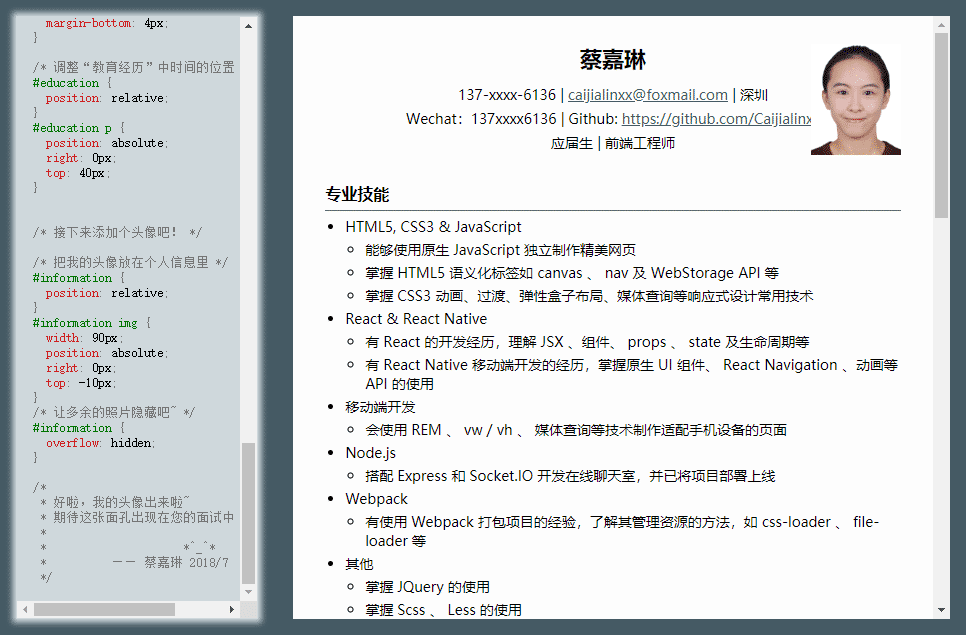 margin-bottom: 4px;
}
/* 调整“教育经历”中时间的位置
#education {
position: relative;
}
#education p {
position: absolute;
right: 0px;
top: 40px;
}
/* 接下来添加个头像吧! */
/* 把我的头像放在个人信息里 */
#information {
position: relative;
}
#information img {
width: 90px;
position: absolute;
right: 0px;
top: -10px;
}
/* 让多余的照片隐藏吧~ */
#information {
overflow: hidden;
}
/*
* 好啦，我的头像出来啦~
* 期待这张面孔出现在您的面试中
*
* *^_^*
* —— 蔡嘉琳 2018/7
*/
蔡嘉琳
137-xxxx-6136 | caijialinxx@foxmail.com | 深圳
Wechat：137xxxx6136 | Github: https://github.com/Caijialinx
应届生 | 前端工程师
专业技能
• HTML5, CSS3 & JavaScript
◦ 能够使用原生 JavaScript 独立制作精美网页
◦ 掌握 HTML5 语义化标签如 canvas 、 nav 及 WebStorage API 等
◦ 掌握 CSS3 动画、过渡、弹性盒子布局、媒体查询等响应式设计常用技术
• React & React Native
◦ 有 React 的开发经历，理解 JSX 、组件、 props 、 state 及生命周期等
◦ 有 React Native 移动端开发的经历，掌握原生 UI 组件、 React Navigation 、动画等
API 的使用
• 移动端开发
◦ 会使用 REM 、 vw / vh 、 媒体查询等技术制作适配手机设备的页面
• Node.js
◦ 搭配 Express 和 Socket.IO 开发在线聊天室，并已将项目部署上线
• Webpack
◦ 有使用 Webpack 打包项目的经验，了解其管理资源的方法，如 css-loader 、 file-
loader 等
• 其他
◦ 掌握 JQuery 的使用
◦ 掌握 Scss 、 Less 的使用